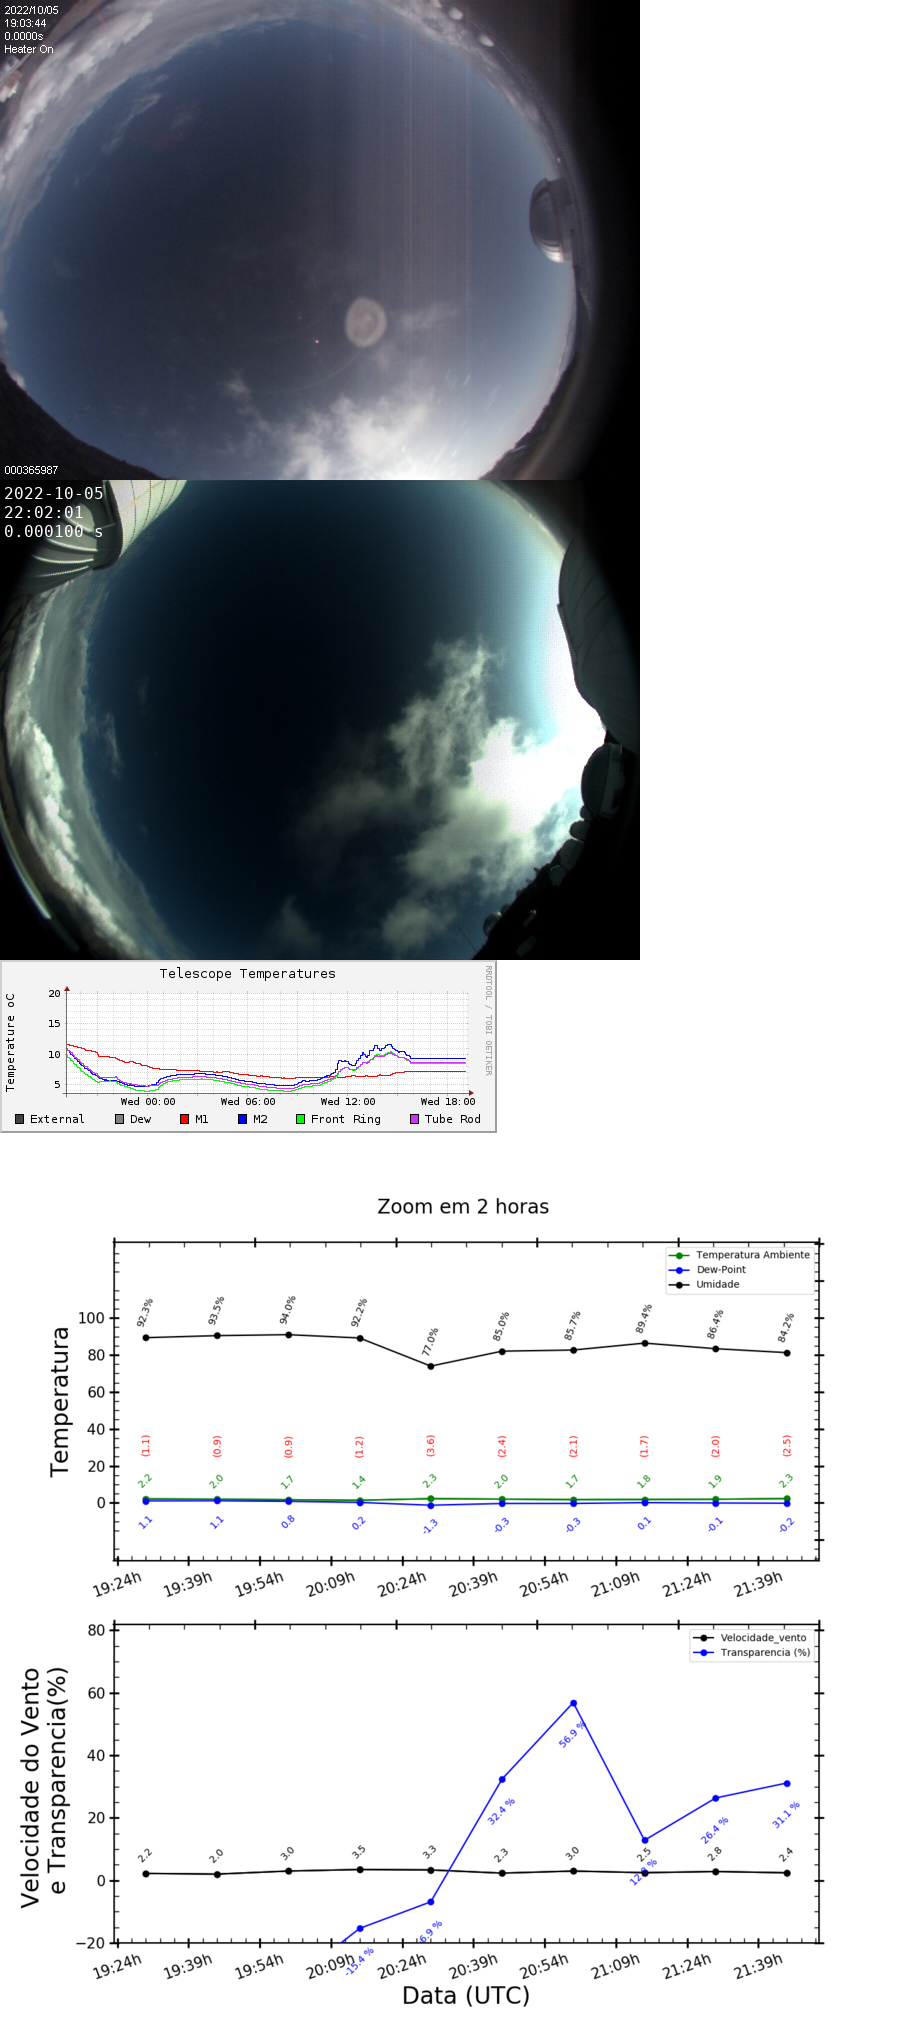 2022/10/05
19:03:44
0.0000s
Heater On
000365987
2022-10-05
22:02:01
0.000100 s
Telescope Temperatures
Temperature oC
20
15
10
5
Wed 00:00 Wed 06:00 Wed 12:00 Wed 18:00
External Dew M1 M2 Front Ring Tube Rod
RRDTOOL / TOBI OETIKER
Zoom em 2 horas
Temperatura Ambiente
Dew-Point
Umidade
Temperatura
100
80
60
40
20
0
92.3% 93.5% 94.0% 92.2% 77.0% 85.0% 85.7% 89.4% 86.4% 84.2%
(1.1) (0.9) (0.9) (1.2) (3.6) (2.4) (2.1) (1.7) (2.0) (2.5)
2.2 2.0 1.7 1.4 2.3 2.0 1.7 1.8 1.9 2.3
1.1 1.1 0.8 0.2 -1.3 -0.3 -0.3 0.1 -0.1 -0.2
19:24h 19:39h 19:54h 20:09h 20:24h 20:39h 20:54h 21:09h 21:24h 21:39h
Velocidade_vento
Transparencia (%)
Velocidade do Vento
e Transparencia(%)
80
60
40
20
0
−20
2.2 2.0 3.0 3.5 3.3 2.3 3.0 2.5 2.8 2.4
-15.4 % 32.4 % 56.9 % 26.4 % 31.1 %
19:24h 19:39h 19:54h 20:09h 20:24h 20:39h 20:54h 21:09h 21:24h 21:39h
Data (UTC)